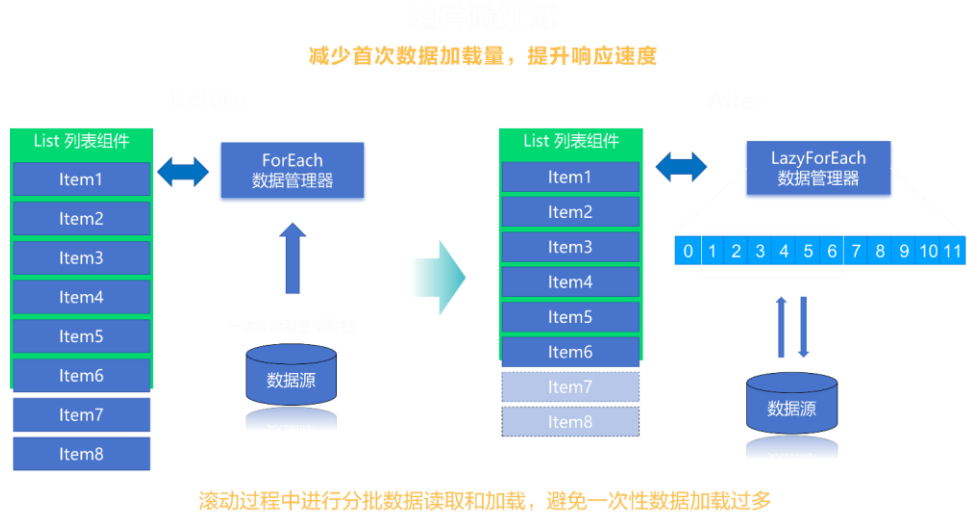 减少首次数据加载量，提升响应速度
Before
After
List 列表组件
Item1
Item2
Item3
Item4
Item5
Item6
Item7
Item8
ForEach
数据管理器
数据源
List 列表组件
Item1
Item2
Item3
Item4
Item5
Item6
Item7
Item8
LazyForEach
数据管理器
0 1 2 3 4 5 6 7 8 9 10 11
数据源
滚动过程中进行分批数据读取和加载，避免一次性数据加载过多